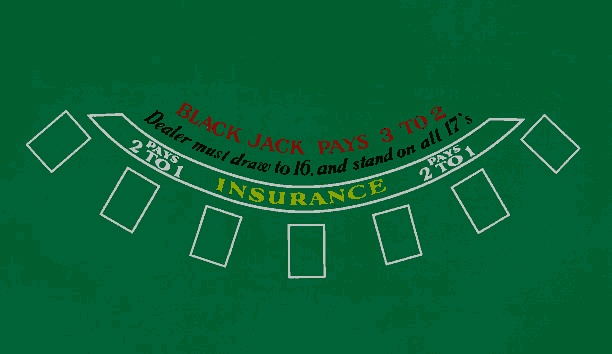 BLACK JACK PAYS 3 TO 2
Dealer must draw to 16, and stand on all 17's
PAYS
2 TO 1
INSURANCE
PAYS
2 TO 1